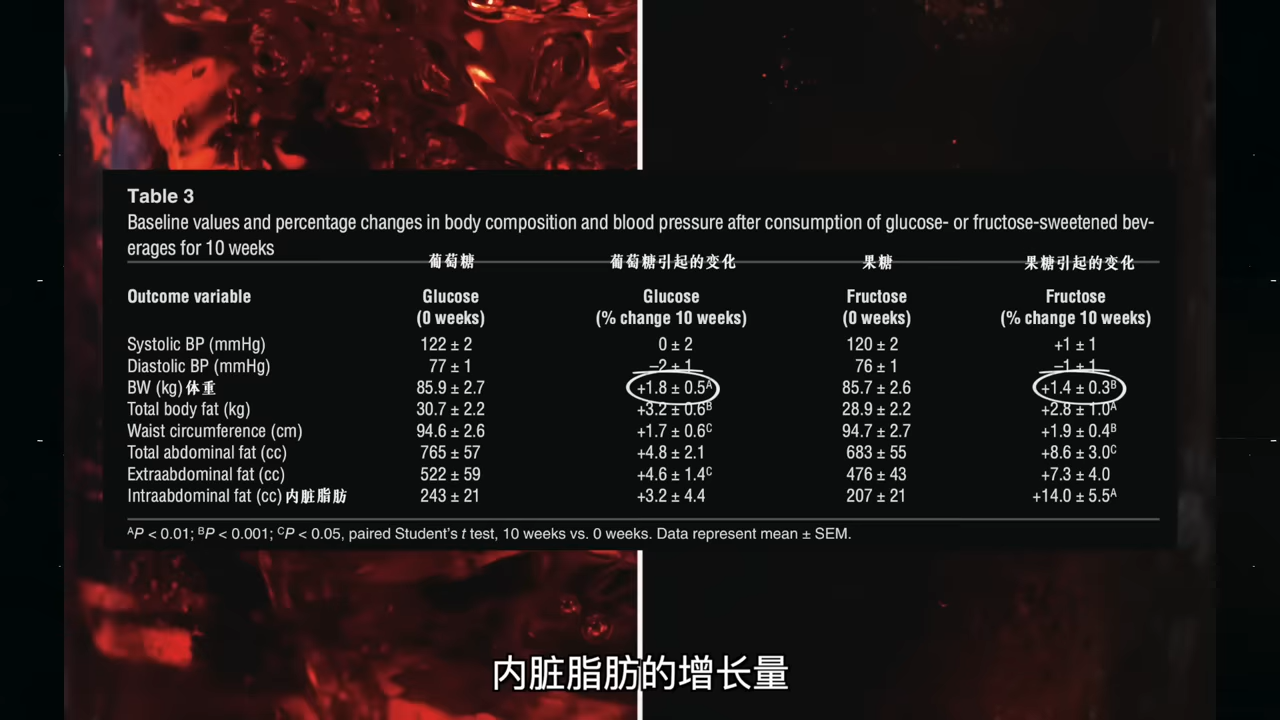 Table 3
Baseline values and percentage changes in body composition and blood pressure after consumption of glucose- or fructose-sweetened bev-
erages for 10 weeks
葡萄糖 葡萄糖引起的变化 果糖 果糖引起的变化
Outcome variable Glucose Glucose Fructose Fructose
(0 weeks) (% change 10 weeks) (0 weeks) (% change 10 weeks)
Systolic BP (mmHg) 122 ± 2 0 ± 2 120 ± 2 +1 ± 1
Diastolic BP (mmHg) 77 ± 1 –2 ± 1 76 ± 1 –1 ± 1
BW (kg) 体重 85.9 ± 2.7 +1.8 ± 0.5A 85.7 ± 2.6 +1.4 ± 0.3B
Total body fat (kg) 30.7 ± 2.2 +3.2 ± 0.6B 28.9 ± 2.2 +2.8 ± 1.0A
Waist circumference (cm) 94.6 ± 2.6 +1.7 ± 0.6C 94.7 ± 2.7 +1.9 ± 0.4B
Total abdominal fat (cc) 765 ± 57 +4.8 ± 2.1 683 ± 55 +8.6 ± 3.0C
Extraabdominal fat (cc) 522 ± 59 +4.6 ± 1.4C 476 ± 43 +7.3 ± 4.0
Intraabdominal fat (cc) 内脏脂肪 243 ± 21 +3.2 ± 4.4 207 ± 21 +14.0 ± 5.5A
AP < 0.01; BP < 0.001; CP < 0.05, paired Student's t test, 10 weeks vs. 0 weeks. Data represent mean ± SEM.
内脏脂肪的增长量